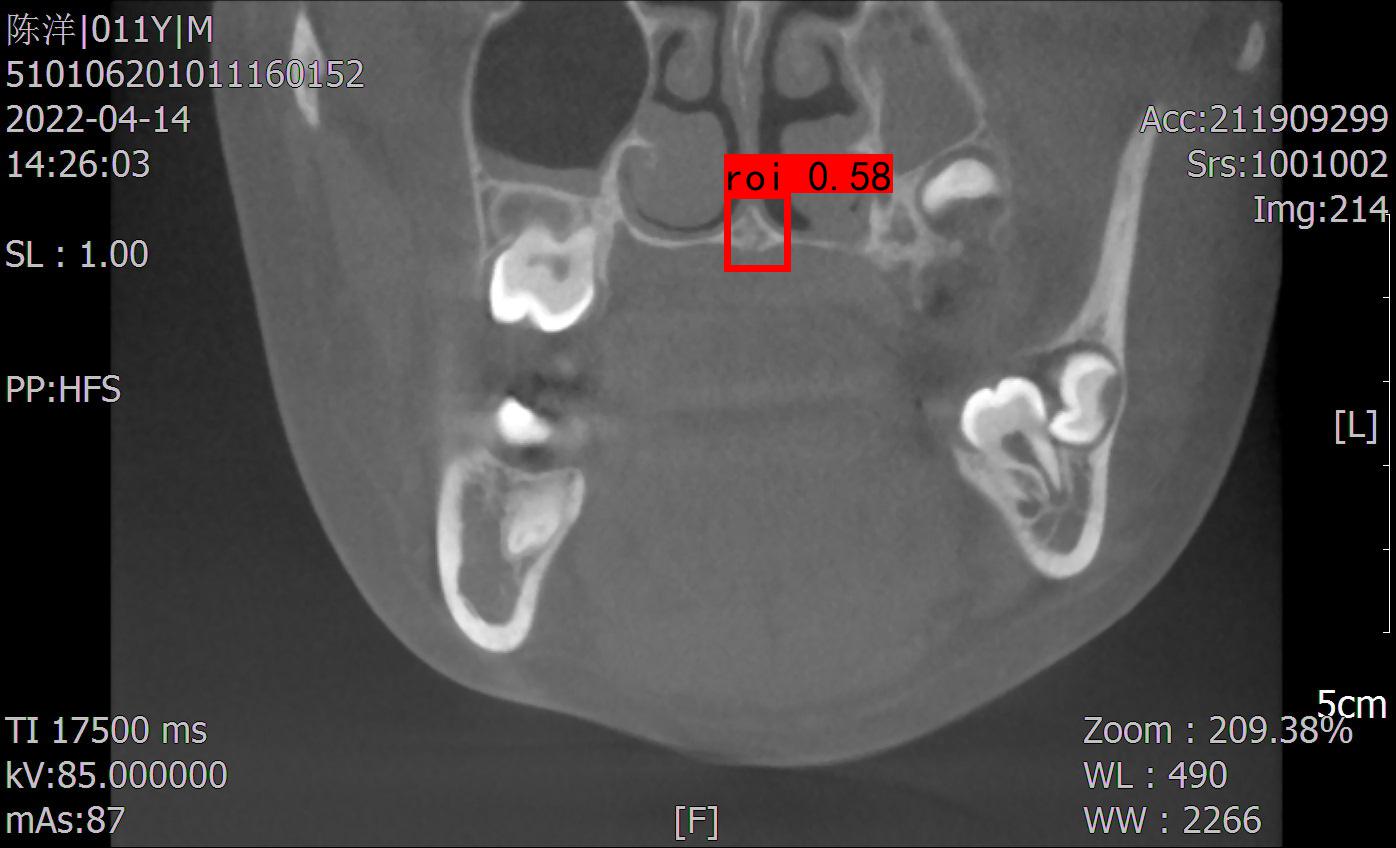 陈洋|011Y|M
510106201011160152
2022-04-14
14:26:03
SL : 1.00
PP:HFS
Acc:211909299
Srs:1001002
Img:214
roi 0.58
[L]
5cm
TI 17500 ms
kV:85.000000
mAs:87
[F]
Zoom : 209.38%
WL : 490
WW : 2266